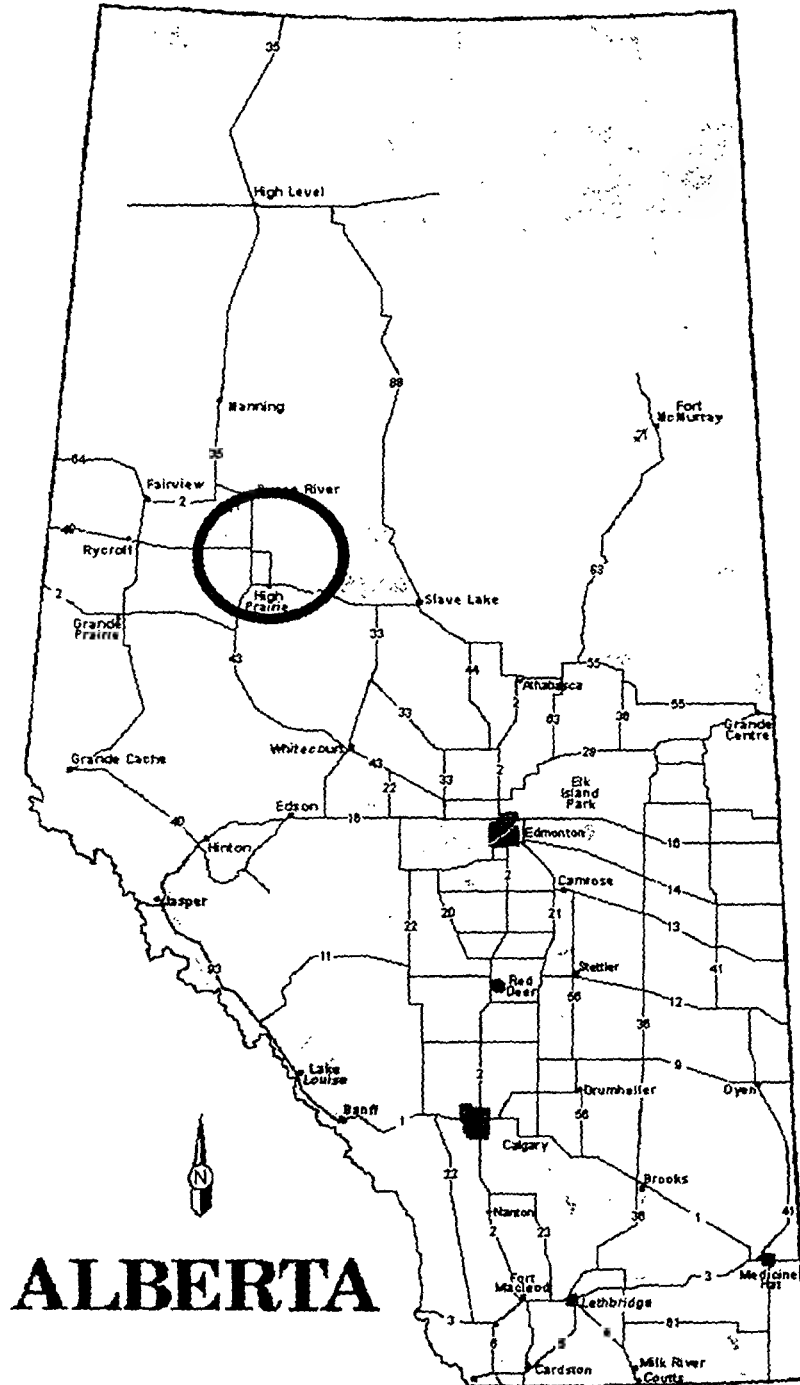 35
High Level
88
Manning
Fort
McMurray
35
64
Fairview
2
River
49
Rycroft
63
2
High
Prairie
Slave Lake
Grande
Prairie
33
43
44
55
Athabasca
2
63
36
55
33
Grande
Centre
Whitecourt
43
28
2
Grande Cache
33
22
Elk
Island
Park
Edson
16
40
Edmonton
Hinton
16
2
Camrose
14
Jasper
20
21
22
13
11
93
Stettler
41
Red
Deer
56
12
36
Lake
Louise
2
9
Drumheller
Oyen
Banff
1
56
Calgary
N
22
Brooks
Nanton
36
1
41
2
23
ALBERTA
Fort
Macleod
3
Medicine
Hat
Lethbridge
3
61
6
5
4
Cardston
Milk River
Coutts